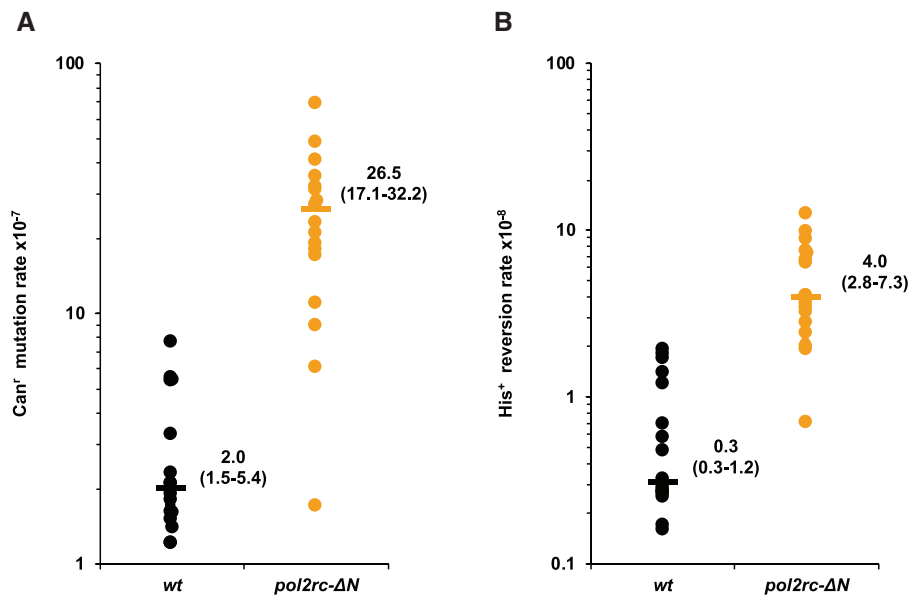 A
100
10
1
Canʳ mutation rate x10⁻⁷
2.0
(1.5-5.4)
26.5
(17.1-32.2)
wt
pol2rc-ΔN
B
100
10
1
0.1
His⁺ reversion rate x10⁻⁸
0.3
(0.3-1.2)
4.0
(2.8-7.3)
wt
pol2rc-ΔN